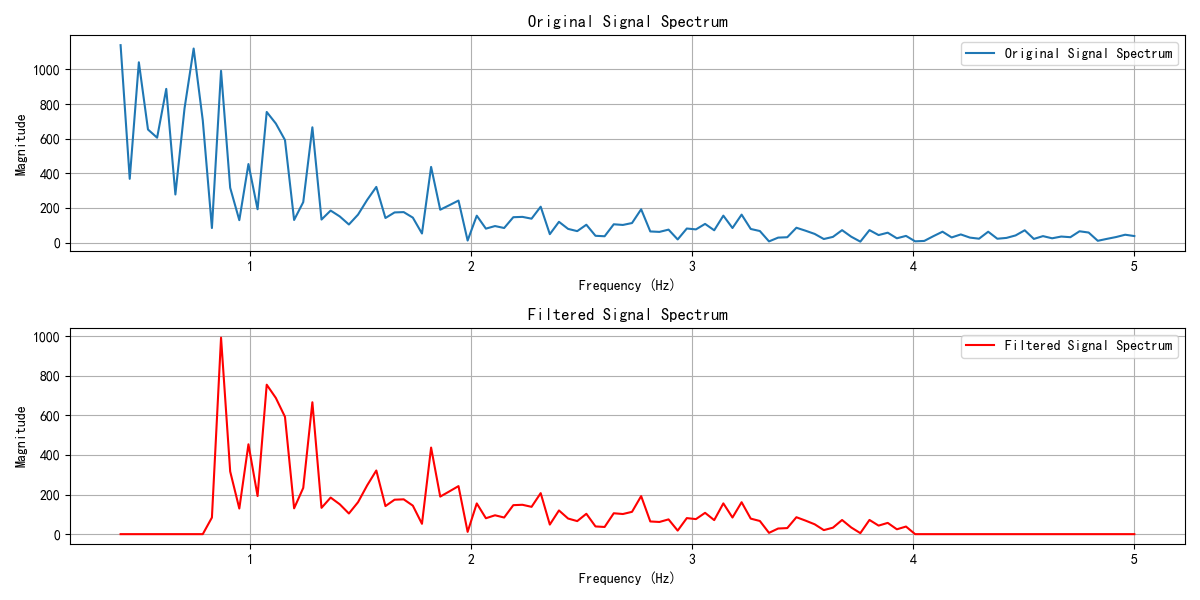 Original Signal Spectrum
Original Signal Spectrum
1000
800
600
400
200
0
Magnitude
1 2 3 4 5
Frequency (Hz)
Filtered Signal Spectrum
Filtered Signal Spectrum
1000
800
600
400
200
0
Magnitude
1 2 3 4 5
Frequency (Hz)